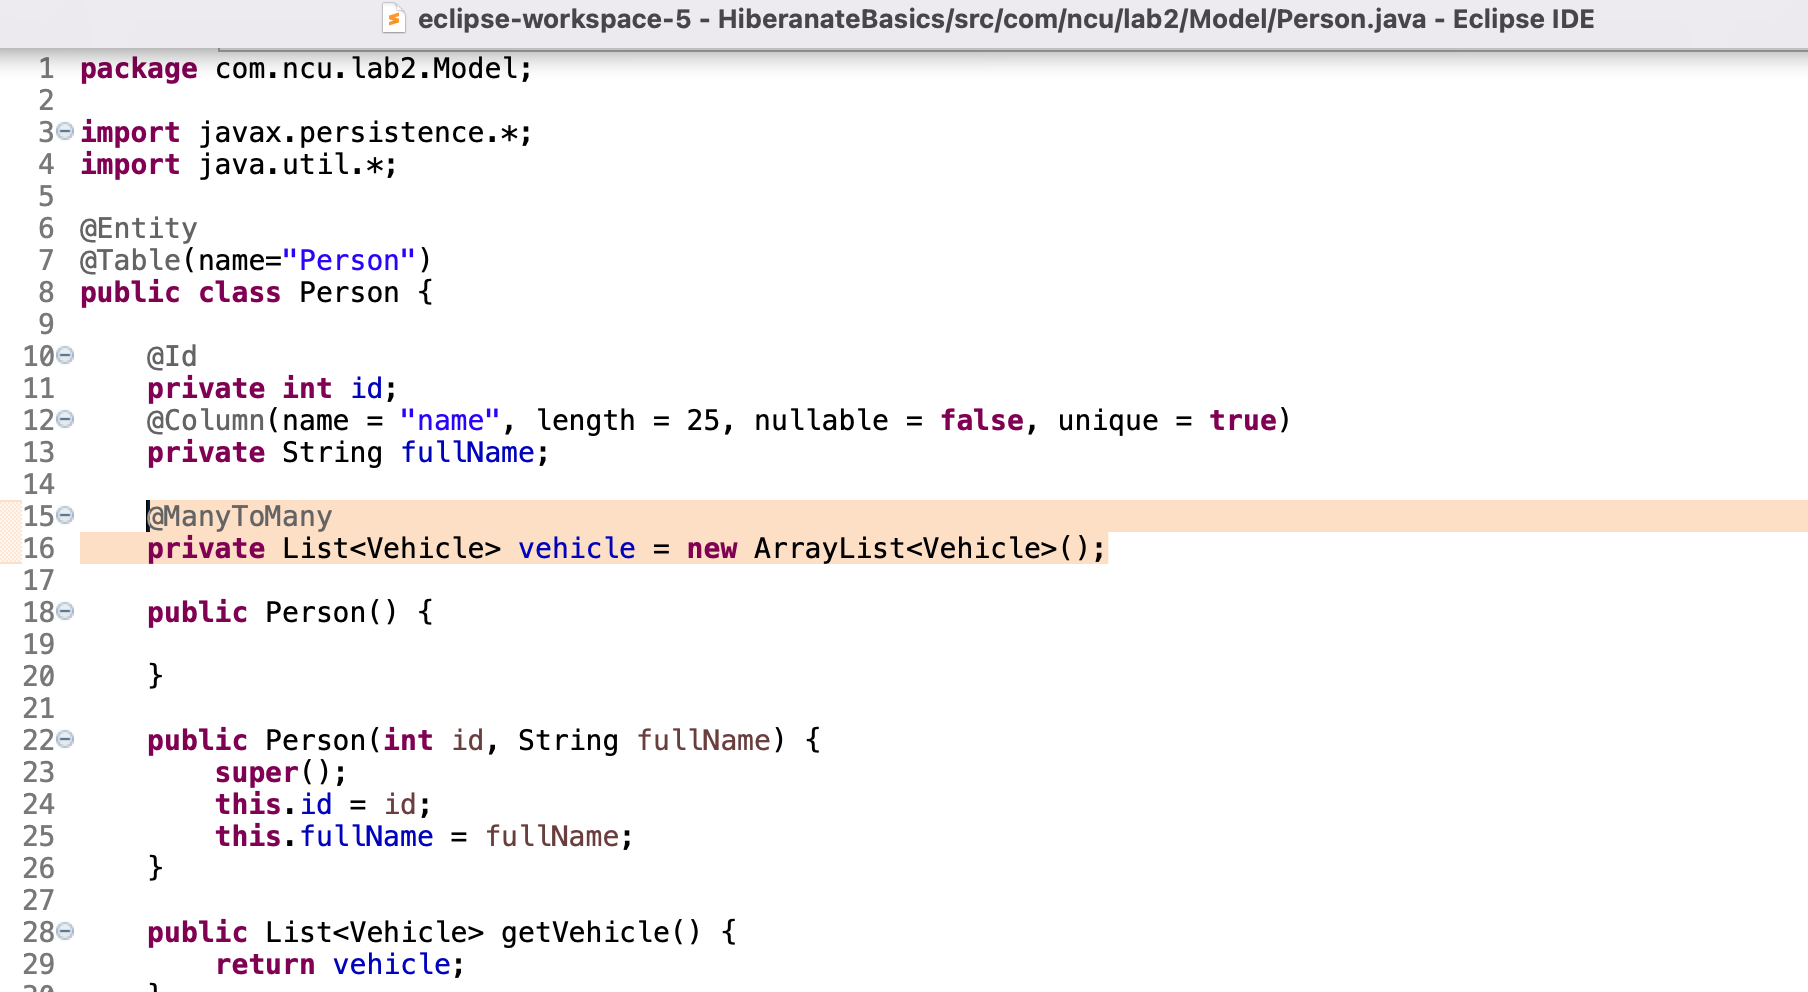 eclipse-workspace-5 - HiberanateBasics/src/com/ncu/lab2/Model/Person.java - Eclipse IDE
1 package com.ncu.lab2.Model;
2
3 import javax.persistence.*;
4 import java.util.*;
5
6 @Entity
7 @Table(name="Person")
8 public class Person {
9
10 @Id
11 private int id;
12 @Column(name = "name", length = 25, nullable = false, unique = true)
13 private String fullName;
14
15 @ManyToMany
16 private List<Vehicle> vehicle = new ArrayList<Vehicle>();
17
18 public Person() {
19
20 }
21
22 public Person(int id, String fullName) {
23 super();
24 this.id = id;
25 this.fullName = fullName;
26 }
27
28 public List<Vehicle> getVehicle() {
29 return vehicle;